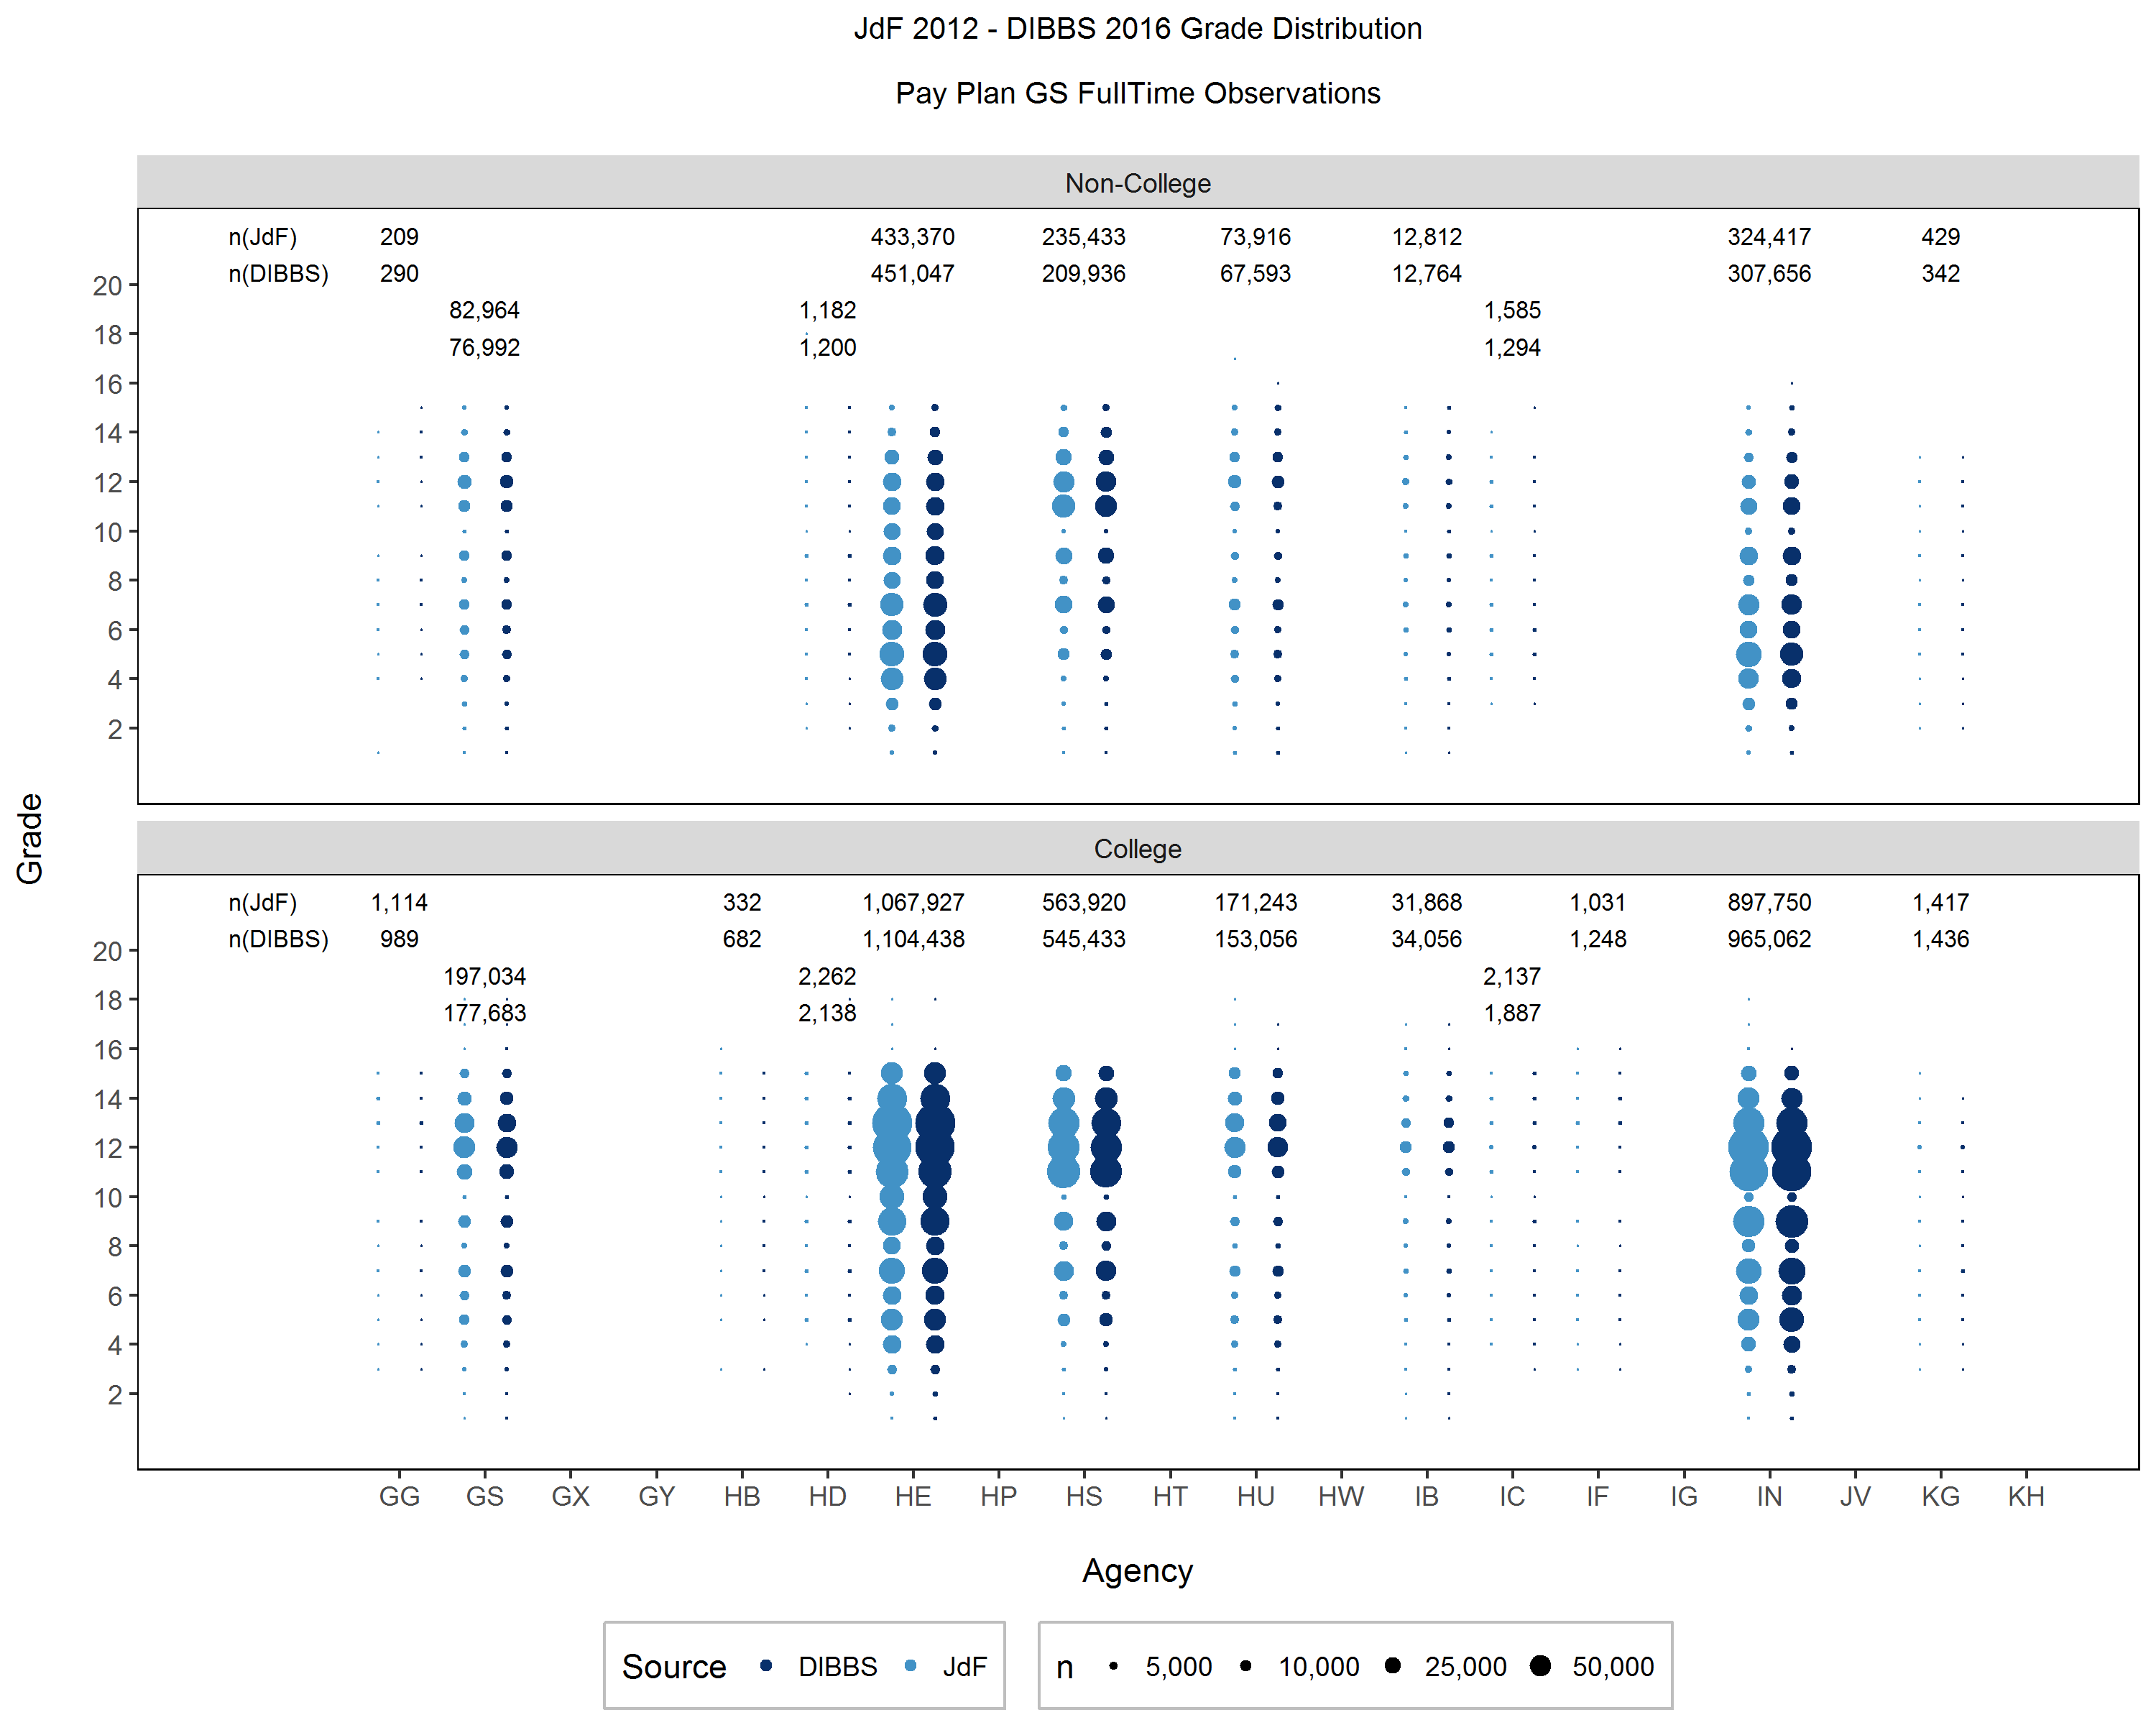 JdF 2012 - DIBBS 2016 Grade Distribution
Pay Plan GS FullTime Observations
Non-College
n(JdF) 209 433,370 235,433 73,916 12,812 324,417 429
n(DIBBS) 290 451,047 209,936 67,593 12,764 307,656 342
20
82,964 1,182 1,585
18
76,992 1,200 1,294
16
14
12
10
8
6
4
2
Grade
College
n(JdF) 1,114 332 1,067,927 563,920 171,243 31,868 1,031 897,750 1,417
n(DIBBS) 989 682 1,104,438 545,433 153,056 34,056 1,248 965,062 1,436
20
197,034 2,262 2,137
18
177,683 2,138 1,887
16
14
12
10
8
6
4
2
GG GS GX GY HB HD HE HP HS HT HU HW IB IC IF IG IN JV KG KH
Agency
Source DIBBS JdF
n 5,000 10,000 25,000 50,000